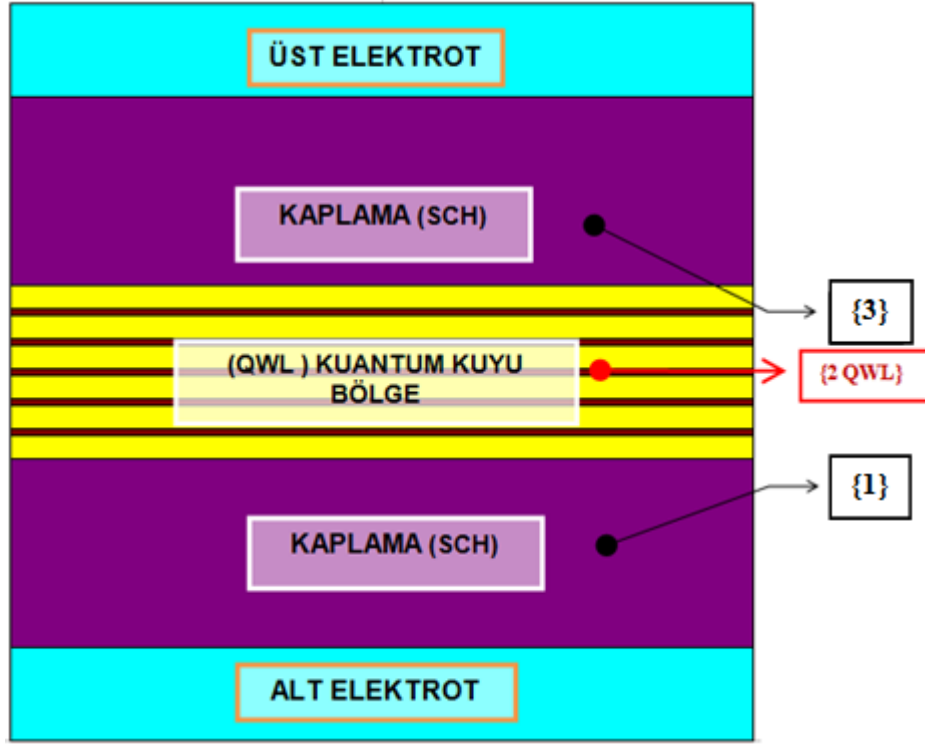 ÜST ELEKTROT
KAPLAMA (SCH)
{3}
(QWL ) KUANTUM KUYU
BÖLGE
{2 QWL}
{1}
KAPLAMA (SCH)
ALT ELEKTROT